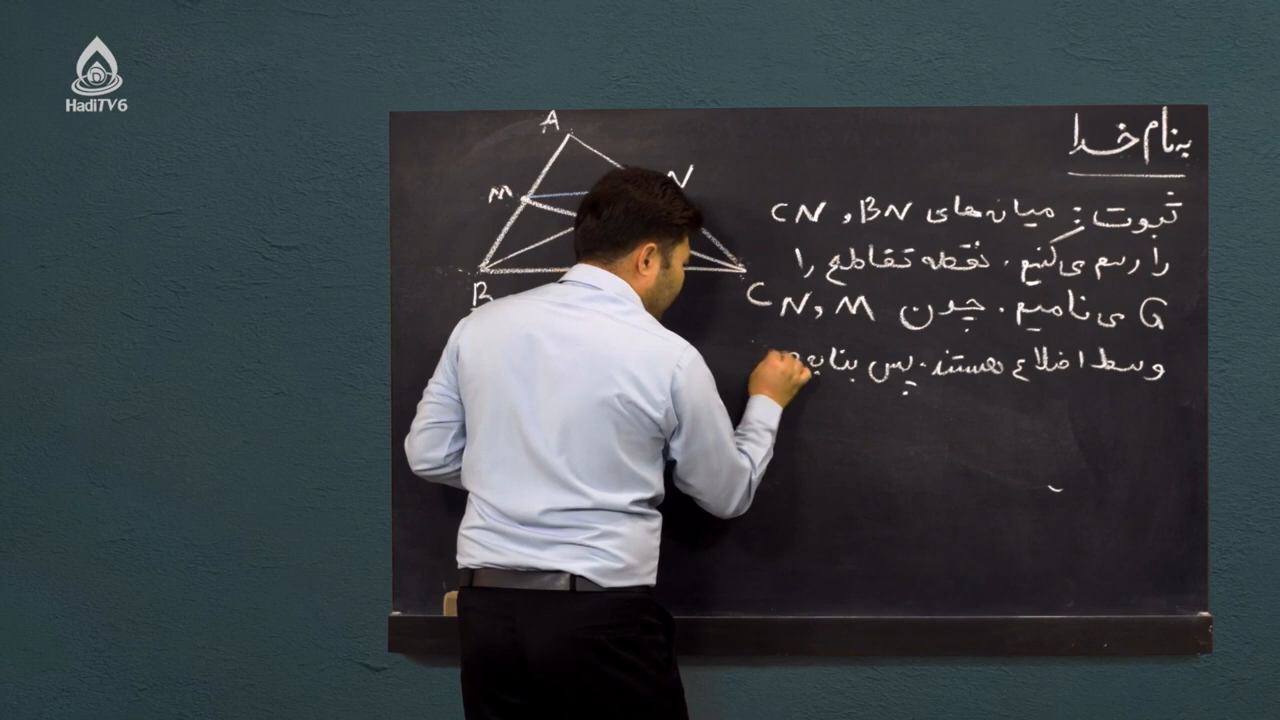 HadiTV6
به نام خدا
A
M
N
B
C
ثبوت: میانه‌های BN و CN
را رسم می‌کنیم. نقطه تقاطع را
G می‌نامیم. چون M و N
وسط اضلاع هستند. پس بنابه